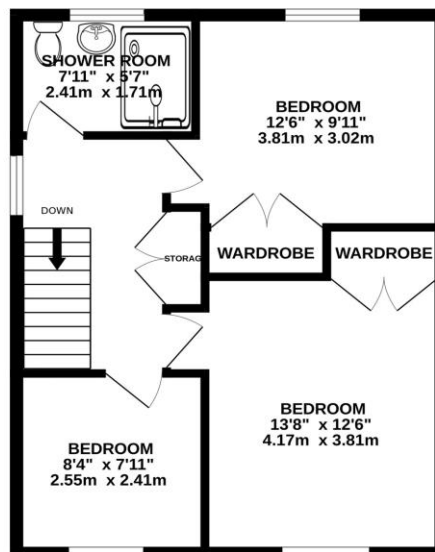 SHOWER ROOM
7'11" x 5'7"
2.41m x 1.71m
BEDROOM
12'6" x 9'11"
3.81m x 3.02m
DOWN
STORAG
WARDROBE
WARDROBE
BEDROOM
13'8" x 12'6"
4.17m x 3.81m
BEDROOM
8'4" x 7'11"
2.55m x 2.41m